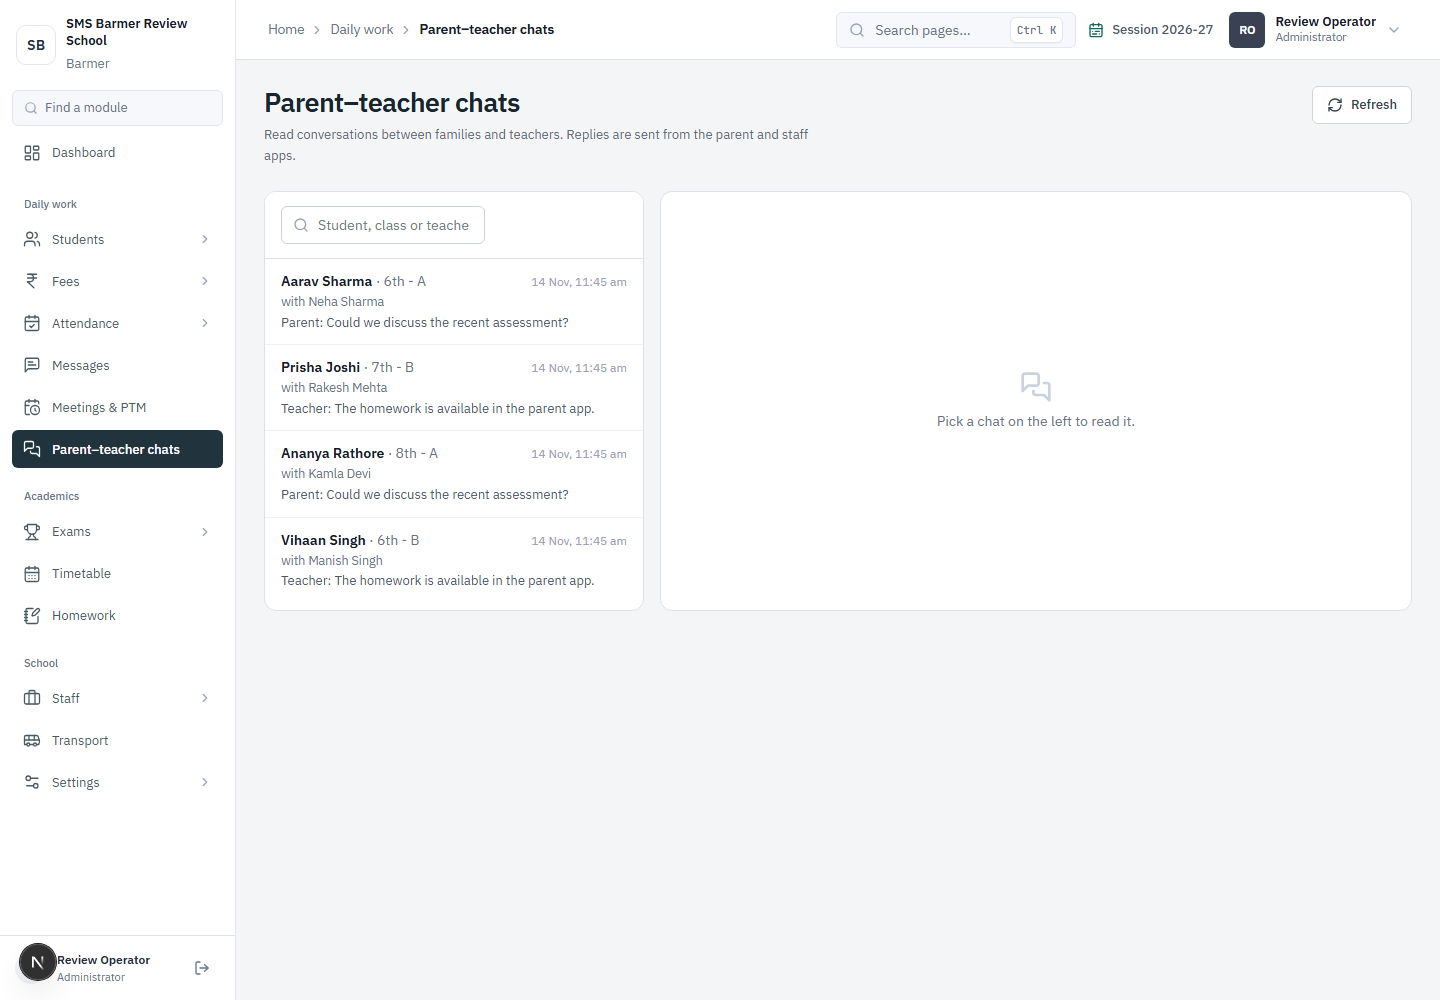 SB
SMS Barmer Review
School
Barmer
Find a module
Dashboard
Daily work
Students
Fees
Attendance
Messages
Meetings & PTM
Parent–teacher chats
Academics
Exams
Timetable
Homework
School
Staff
Transport
Settings
N
Review Operator
Administrator
Home
Daily work
Parent–teacher chats
Search pages...
Ctrl K
Session 2026-27
RO
Review Operator
Administrator
Parent–teacher chats
Read conversations between families and teachers. Replies are sent from the parent and staff
apps.
Refresh
Student, class or teache
Aarav Sharma · 6th - A
14 Nov, 11:45 am
with Neha Sharma
Parent: Could we discuss the recent assessment?
Prisha Joshi · 7th - B
14 Nov, 11:45 am
with Rakesh Mehta
Teacher: The homework is available in the parent app.
Ananya Rathore · 8th - A
14 Nov, 11:45 am
with Kamla Devi
Parent: Could we discuss the recent assessment?
Vihaan Singh · 6th - B
14 Nov, 11:45 am
with Manish Singh
Teacher: The homework is available in the parent app.
Pick a chat on the left to read it.